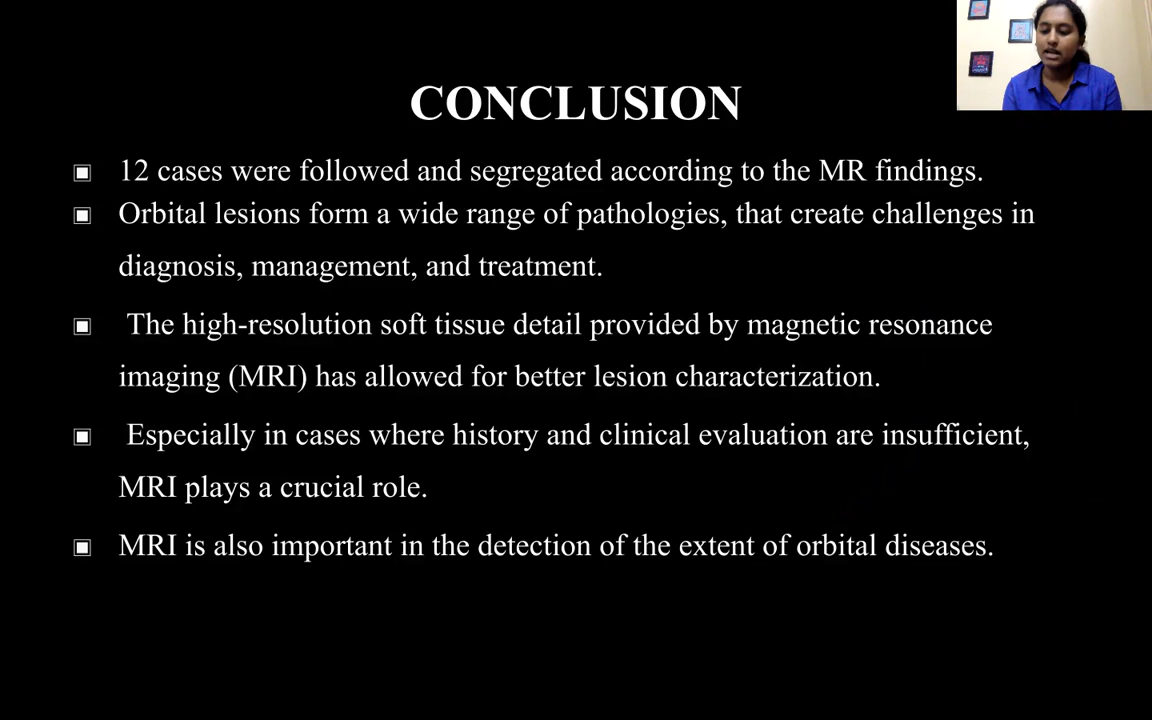 CONCLUSION
12 cases were followed and segregated according to the MR findings.
Orbital lesions form a wide range of pathologies, that create challenges in
diagnosis, management, and treatment.
The high-resolution soft tissue detail provided by magnetic resonance
imaging (MRI) has allowed for better lesion characterization.
Especially in cases where history and clinical evaluation are insufficient,
MRI plays a crucial role.
MRI is also important in the detection of the extent of orbital diseases.